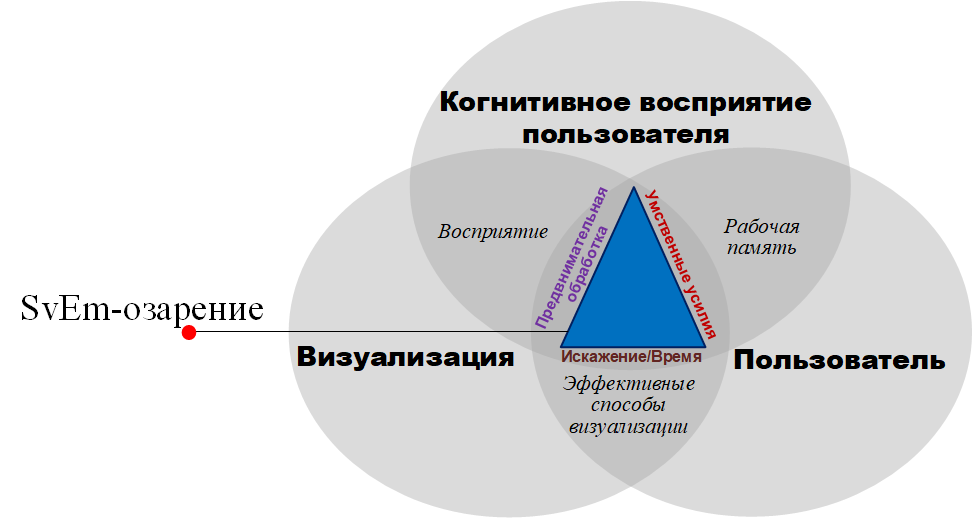 Когнитивное восприятие
пользователя
Восприятие
Предвнимательная
обработка
Умственные усилия
Рабочая
память
SvEm-озарение
Визуализация
Искажение/Время
Пользователь
Эффективные
способы
визуализации